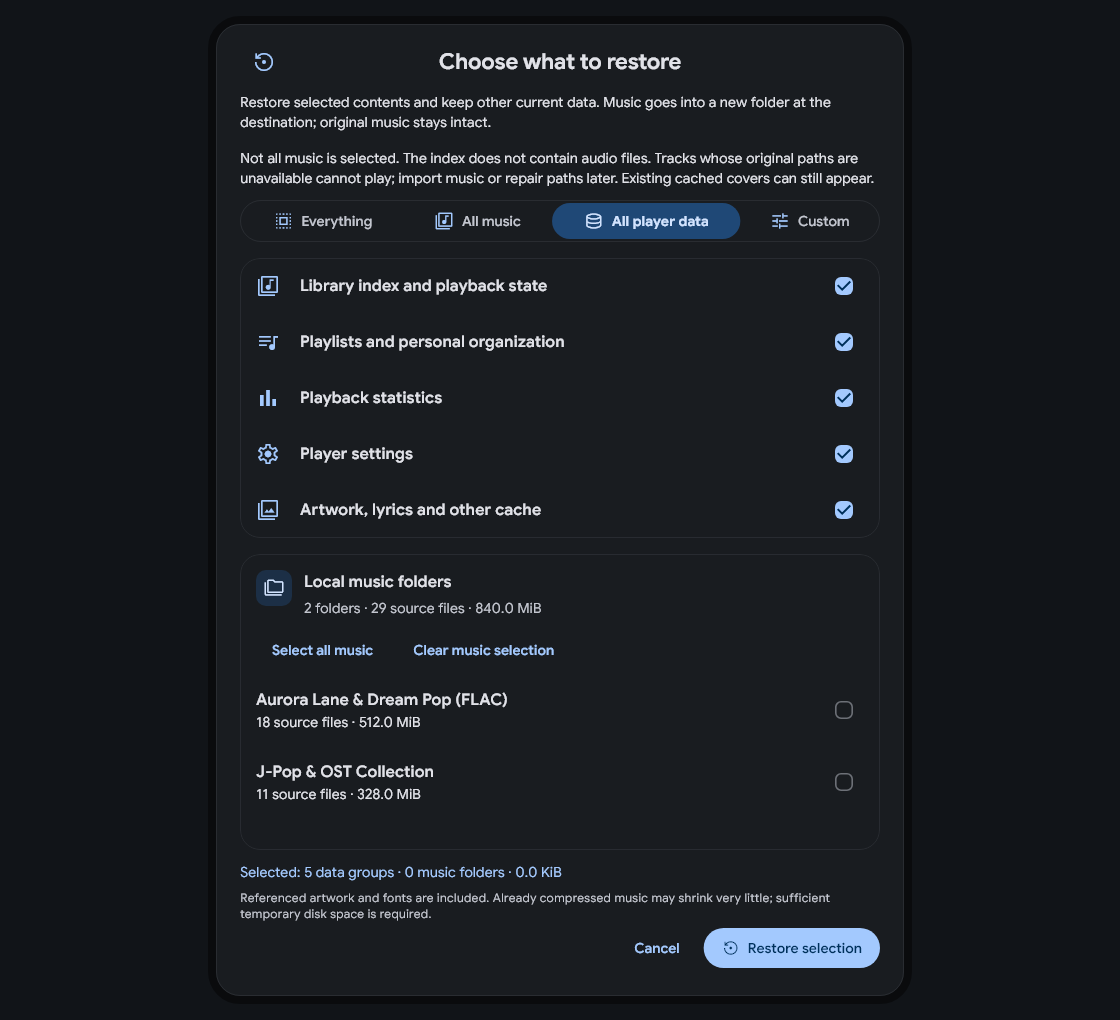 Choose what to restore
Restore selected contents and keep other current data. Music goes into a new folder at the
destination; original music stays intact.
Not all music is selected. The index does not contain audio files. Tracks whose original paths are
unavailable cannot play; import music or repair paths later. Existing cached covers can still appear.
Everything
All music
All player data
Custom
Library index and playback state
Playlists and personal organization
Playback statistics
Player settings
Artwork, lyrics and other cache
Local music folders
2 folders · 29 source files · 840.0 MiB
Select all music
Clear music selection
Aurora Lane & Dream Pop (FLAC)
18 source files · 512.0 MiB
J-Pop & OST Collection
11 source files · 328.0 MiB
Selected: 5 data groups · 0 music folders · 0.0 KiB
Referenced artwork and fonts are included. Already compressed music may shrink very little; sufficient
temporary disk space is required.
Cancel
Restore selection